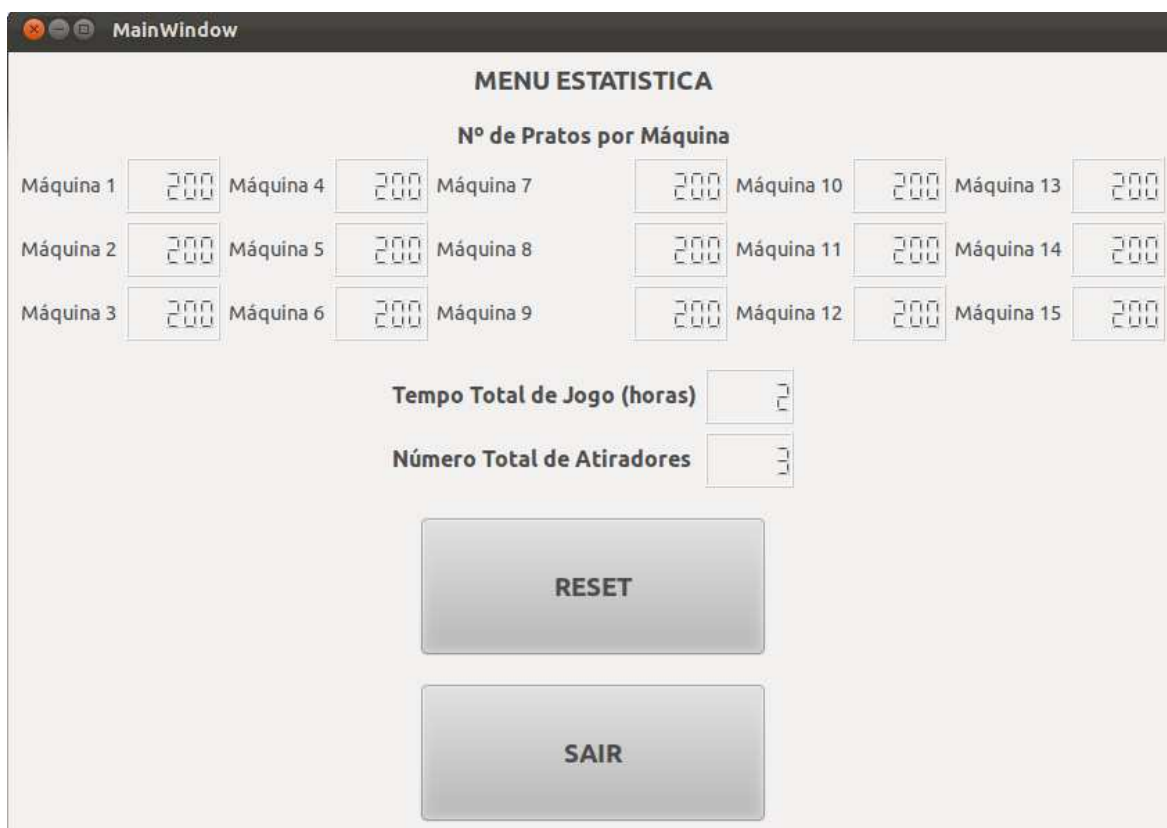 MainWindow
MENU ESTATISTICA
Nº de Pratos por Máquina
Máquina 1 200 Máquina 4 200 Máquina 7 200 Máquina 10 200 Máquina 13 200
Máquina 2 200 Máquina 5 200 Máquina 8 200 Máquina 11 200 Máquina 14 200
Máquina 3 200 Máquina 6 200 Máquina 9 200 Máquina 12 200 Máquina 15 200
Tempo Total de Jogo (horas) 2
Número Total de Atiradores 3
RESET
SAIR